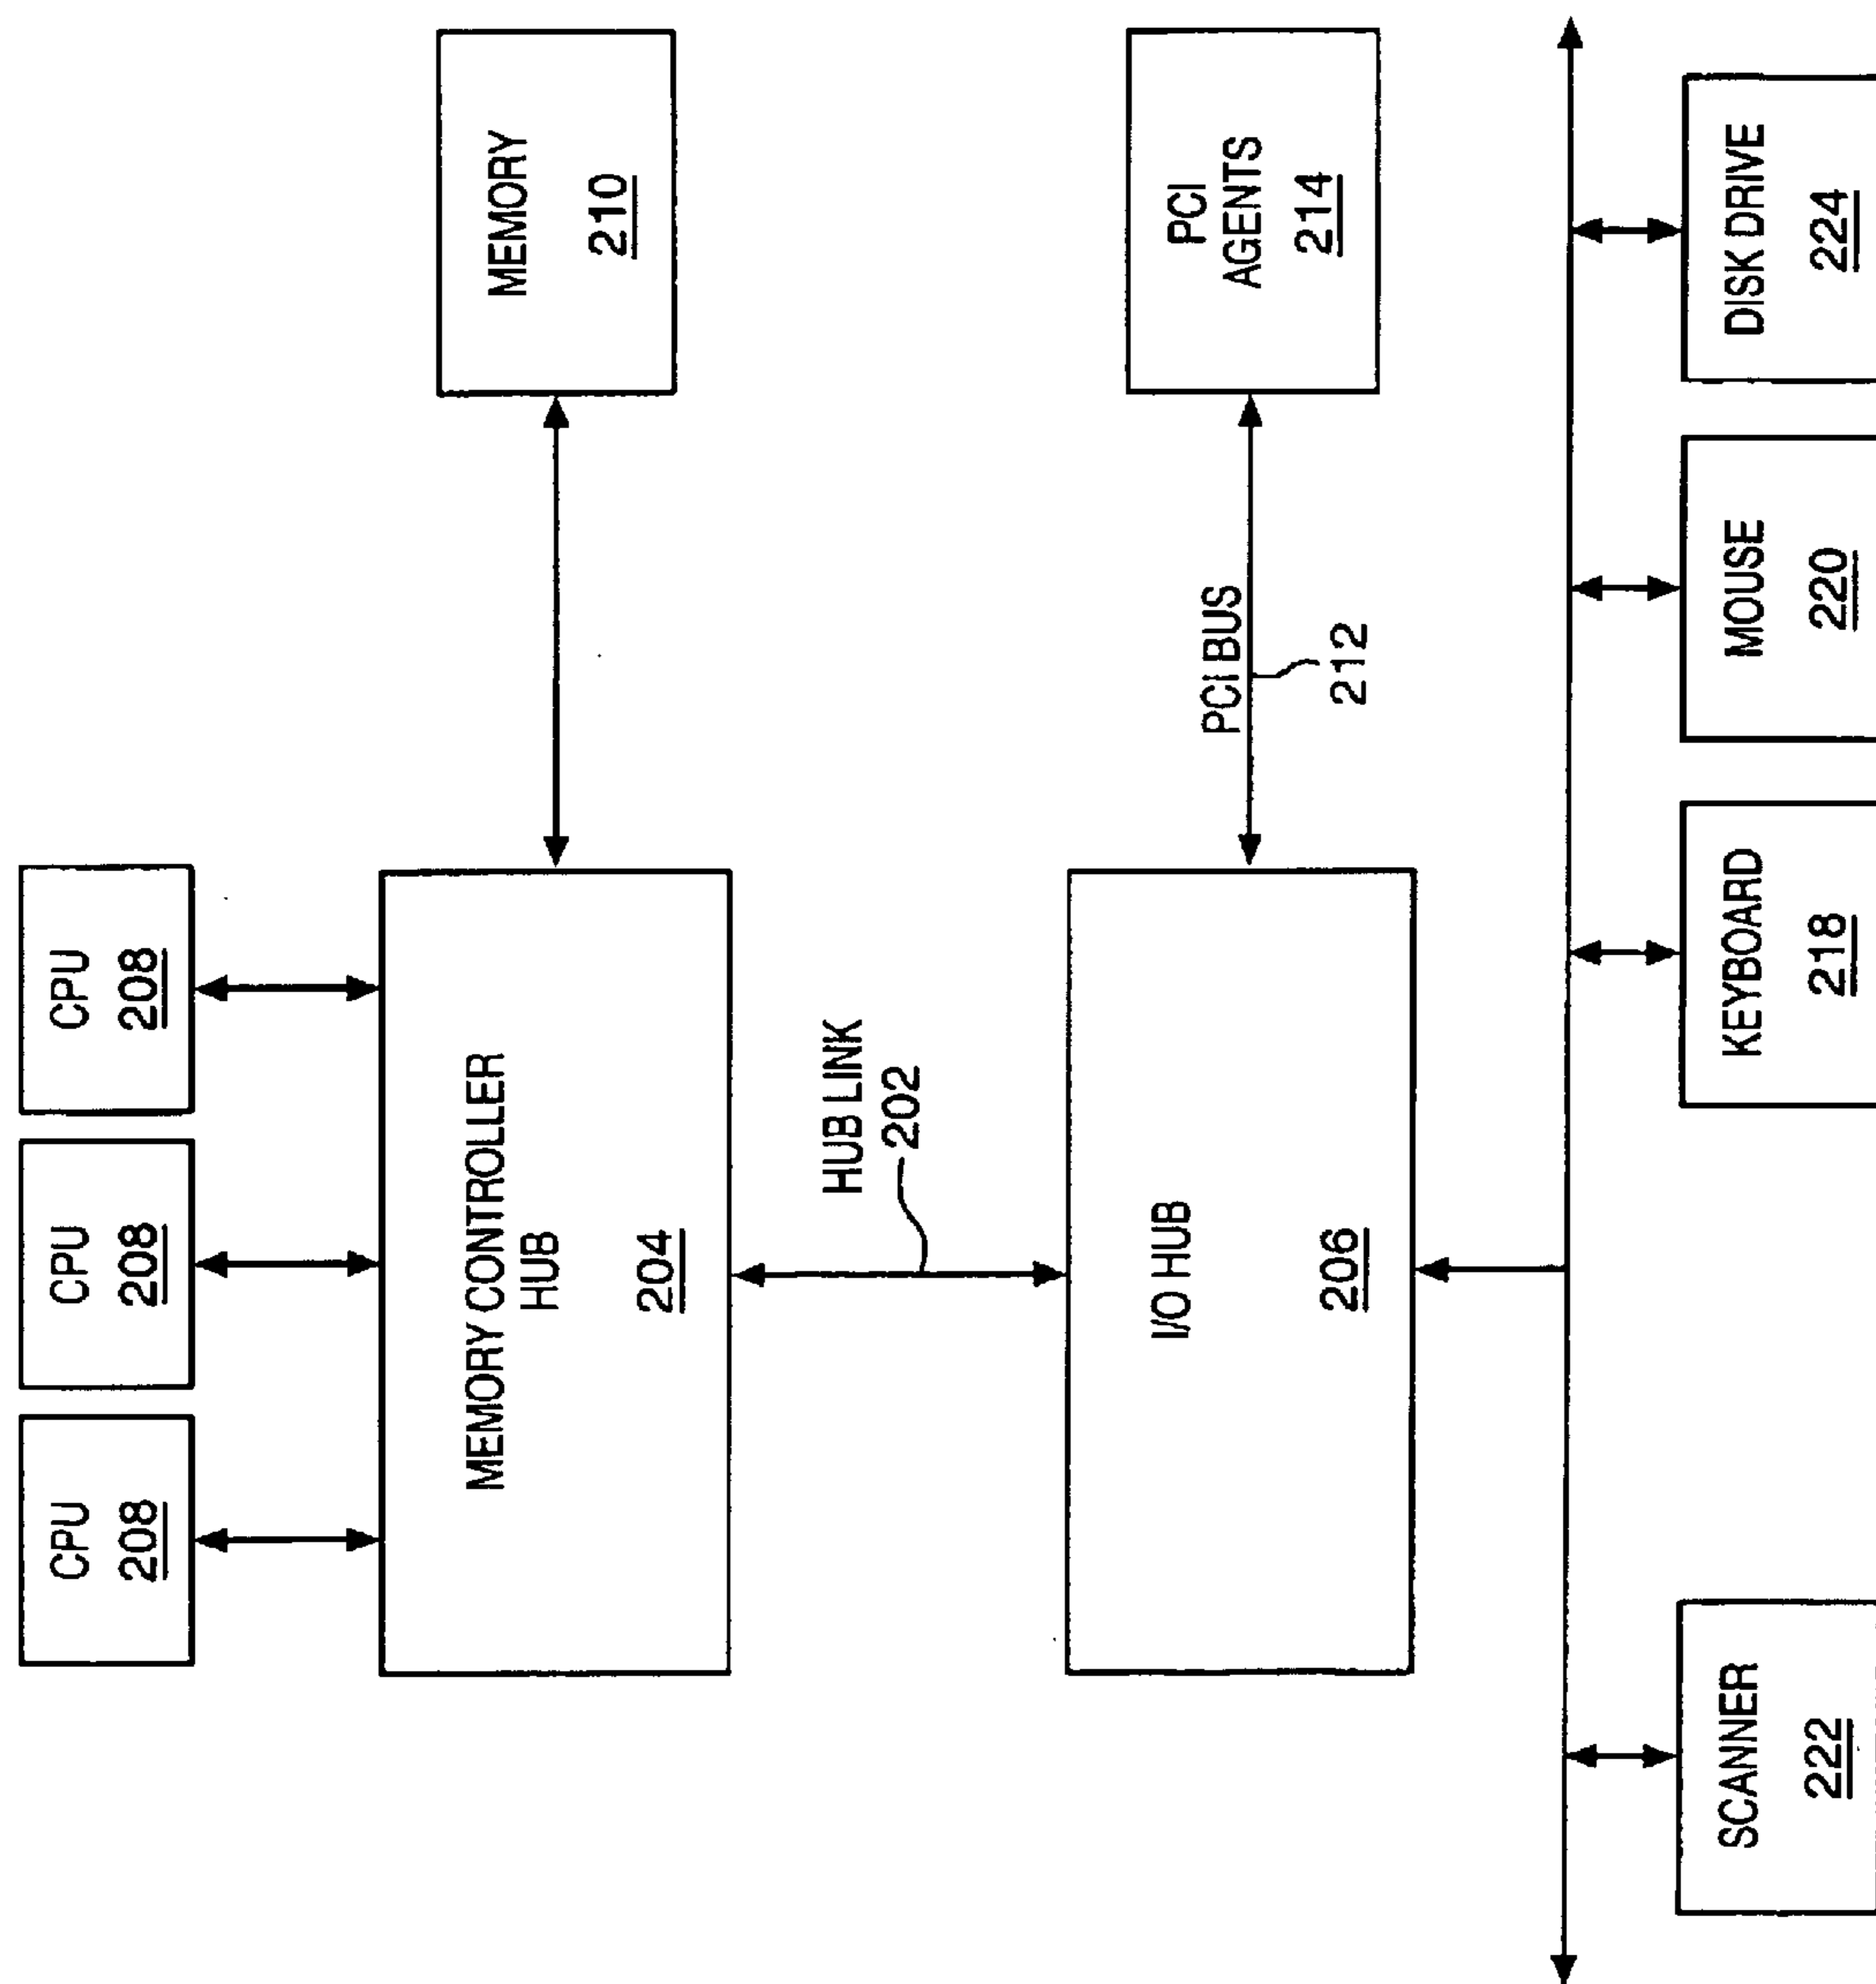 CPU
208
CPU
208
CPU
208
MEMORY CONTROLLER
HUB
204
MEMORY
210
HUB LINK
202
I/O HUB
206
PCI BUS
212
PCI
AGENTS
214
SCANNER
222
KEYBOARD
218
MOUSE
220
DISK DRIVE
224